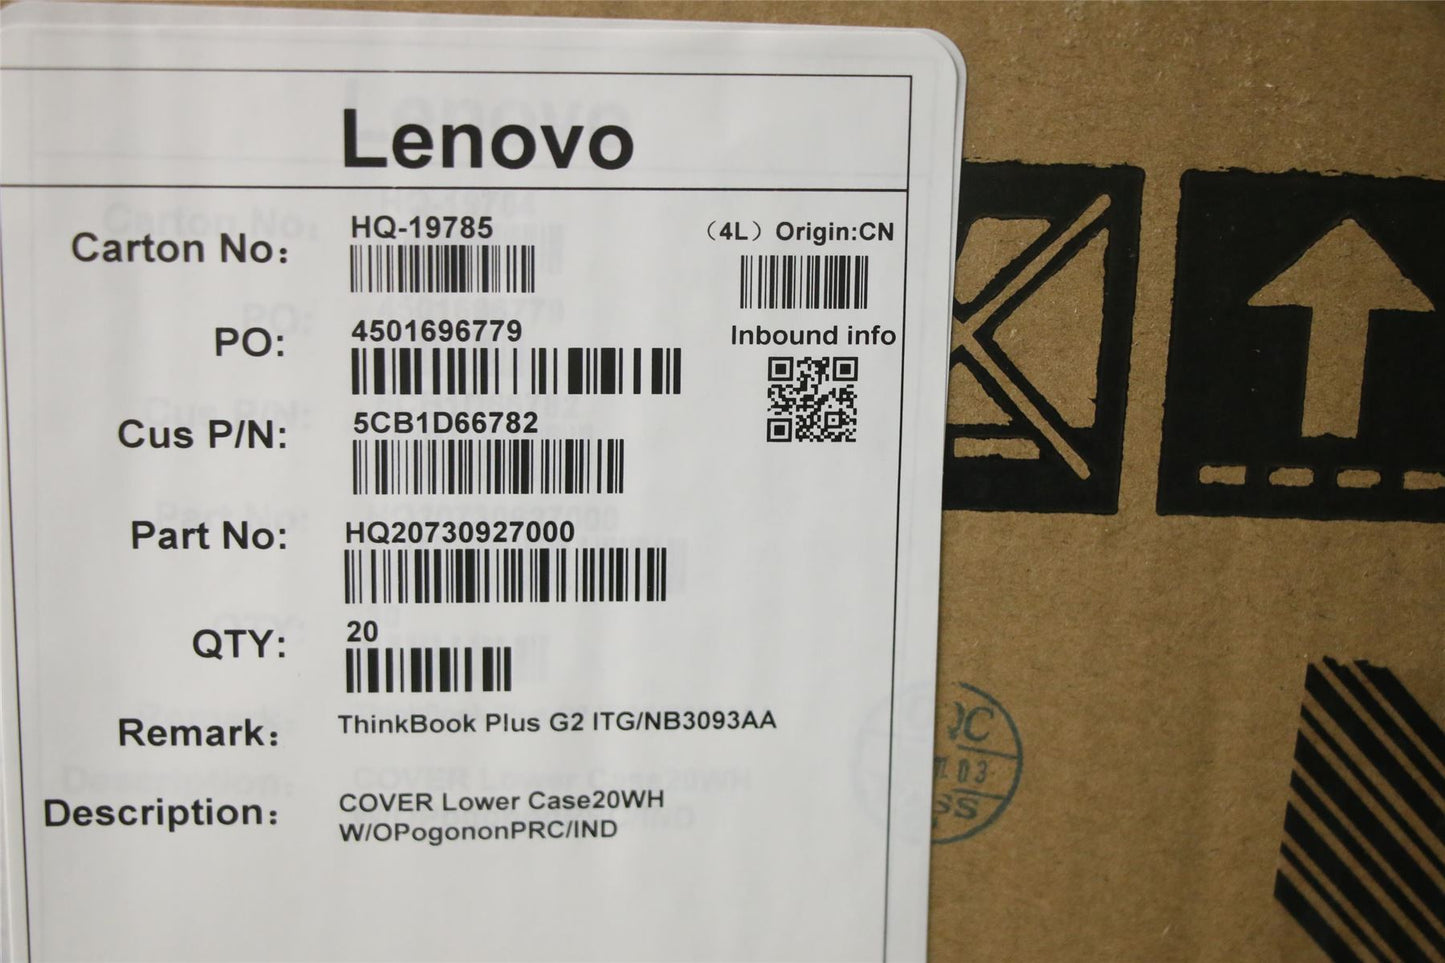 Lenovo
Carton No: HQ-19785
(4L) Origin:CN
PO: 4501696779
Inbound info
Cus P/N: 5CB1D66782
Part No: HQ20730927000
QTY: 20
Remark: ThinkBook Plus G2 ITG/NB3093AA
Description: COVER Lower Case20WH
W/OPogononPRC/IND